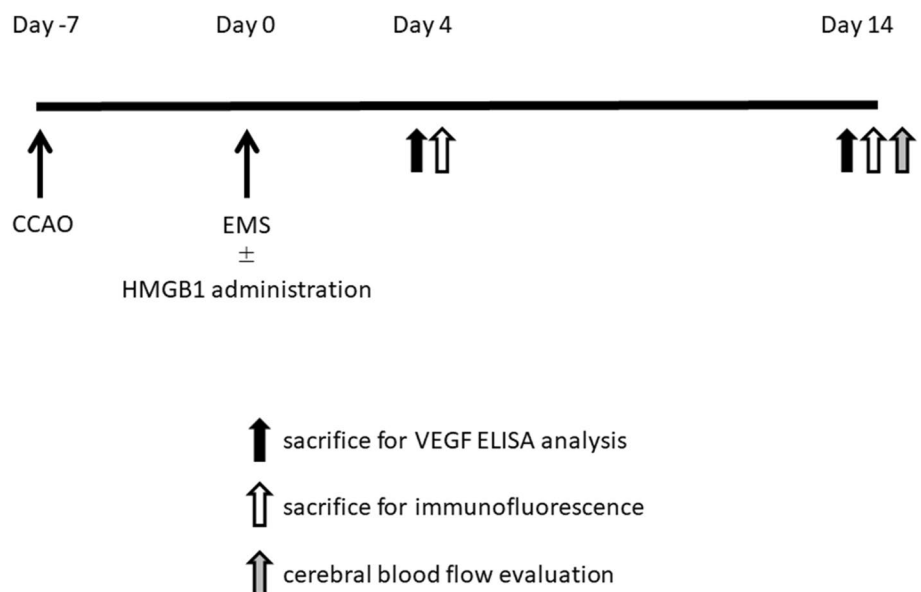 Day -7 Day 0 Day 4 Day 14
CCAO EMS
±
HMGB1 administration
sacrifice for VEGF ELISA analysis
sacrifice for immunofluorescence
cerebral blood flow evaluation